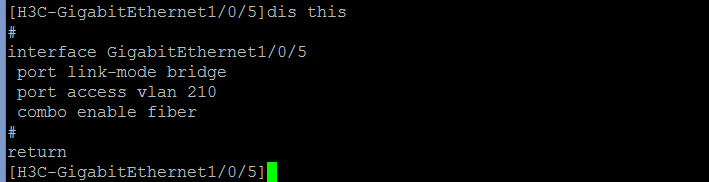 [H3C-GigabitEthernet1/0/5]dis this
#
interface GigabitEthernet1/0/5
 port link-mode bridge
 port access vlan 210
 combo enable fiber
#
return
[H3C-GigabitEthernet1/0/5]